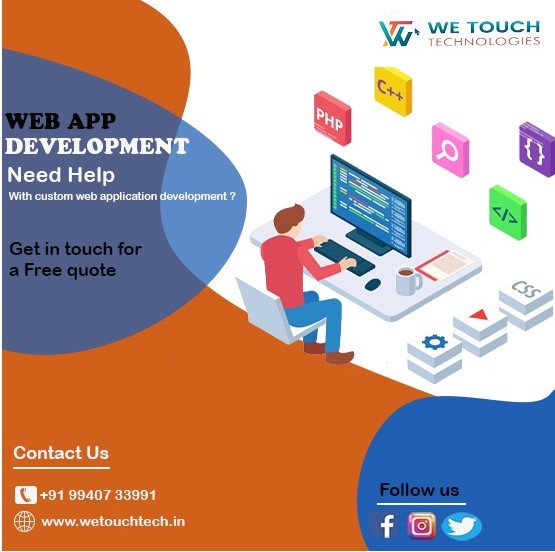 WE TOUCH
TECHNOLOGIES
C++
PHP
WEB APP
DEVELOPMENT
Need Help
With custom web application development ?
{}
</>
Get in touch for
a Free quote
CSS
Contact Us
+91 99407 33991
www.wetouchtech.in
Follow us